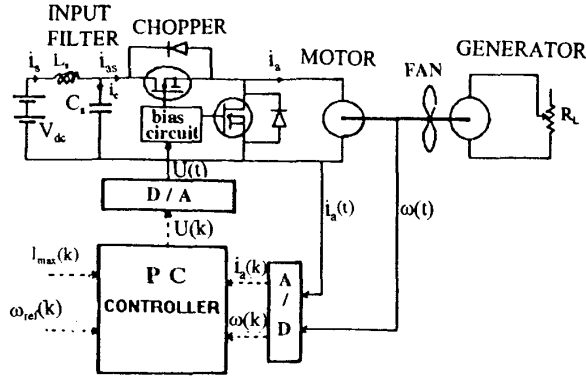 INPUT
FILTER
CHOPPER
MOTOR
FAN
GENERATOR
i_s
L_s
i_3s
i_c
C_s
V_dc
i_a
bias
circuit
R_L
U(t)
D / A
U(k)
i_a(t)
ω(t)
I_max(k)
ω_ref(k)
P C
CONTROLLER
i_a(k)
ω(k)
A
/
D